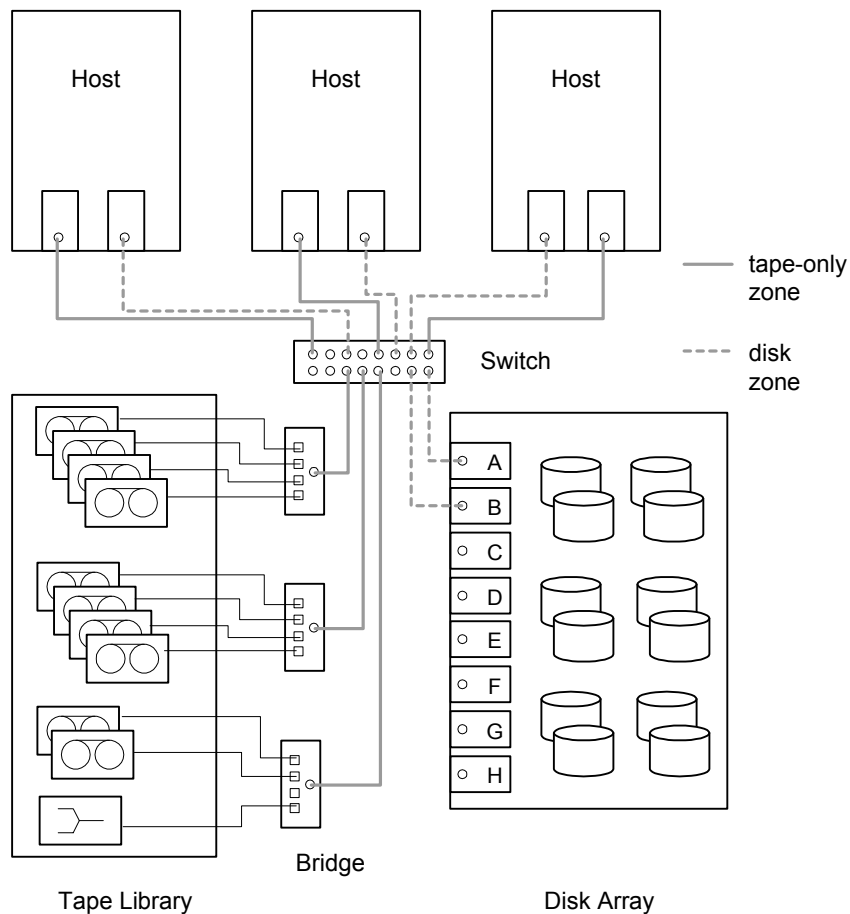 Host
Host
Host
tape-only
zone
Switch
disk
zone
A
B
C
D
E
F
G
H
Bridge
Tape Library
Disk Array